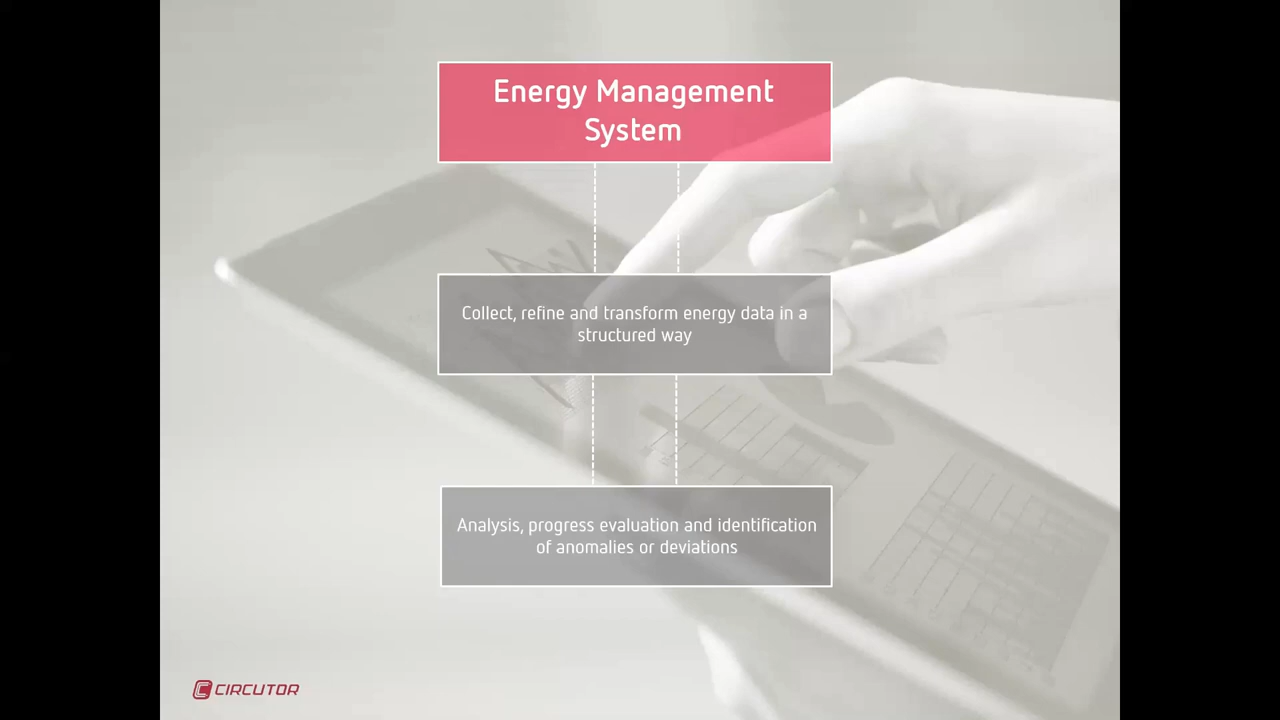 Energy Management
System
Collect, refine and transform energy data in a
structured way
Analysis, progress evaluation and identification
of anomalies or deviations
CIRCUTOR